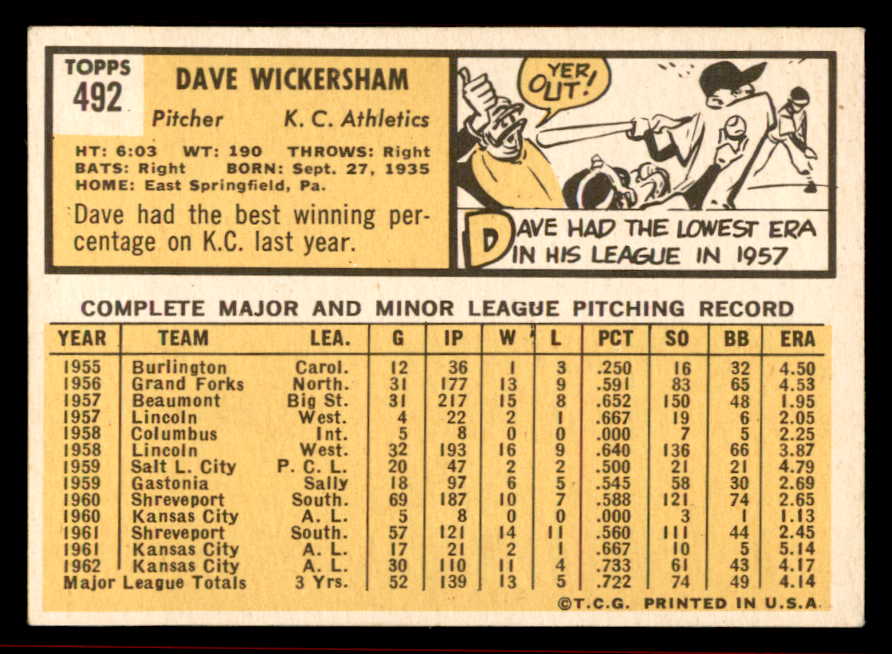 TOPPS
492
DAVE WICKERSHAM
Pitcher K. C. Athletics
HT: 6:03 WT: 190 THROWS: Right
BATS: Right BORN: Sept. 27, 1935
HOME: East Springfield, Pa.
Dave had the best winning per-
centage on K.C. last year.
YER
OUT!
DAVE HAD THE LOWEST ERA
IN HIS LEAGUE IN 1957
COMPLETE MAJOR AND MINOR LEAGUE PITCHING RECORD
YEAR TEAM LEA. G IP W L PCT SO BB ERA
1955 Burlington Carol. 12 36 1 3 .250 16 32 4.50
1956 Grand Forks North. 31 177 13 9 .591 83 65 4.53
1957 Beaumont Big St. 31 217 15 8 .652 150 48 1.95
1957 Lincoln West. 4 22 2 1 .667 19 6 2.05
1958 Columbus Int. 5 8 0 0 .000 7 5 2.25
1958 Lincoln West. 32 193 16 9 .640 136 66 3.87
1959 Salt L. City P. C. L. 20 47 2 2 .500 21 21 4.79
1959 Gastonia Sally 18 97 6 5 .545 58 30 2.69
1960 Shreveport South. 69 187 10 7 .588 121 74 2.65
1960 Kansas City A. L. 5 8 0 0 .000 3 1 1.13
1961 Shreveport South. 57 121 14 11 .560 111 44 2.45
1961 Kansas City A. L. 17 21 2 1 .667 10 5 5.14
1962 Kansas City A. L. 30 110 11 4 .733 61 43 4.17
Major League Totals 3 Yrs. 52 139 13 5 .722 74 49 4.14
©T.C.G. PRINTED IN U.S.A.